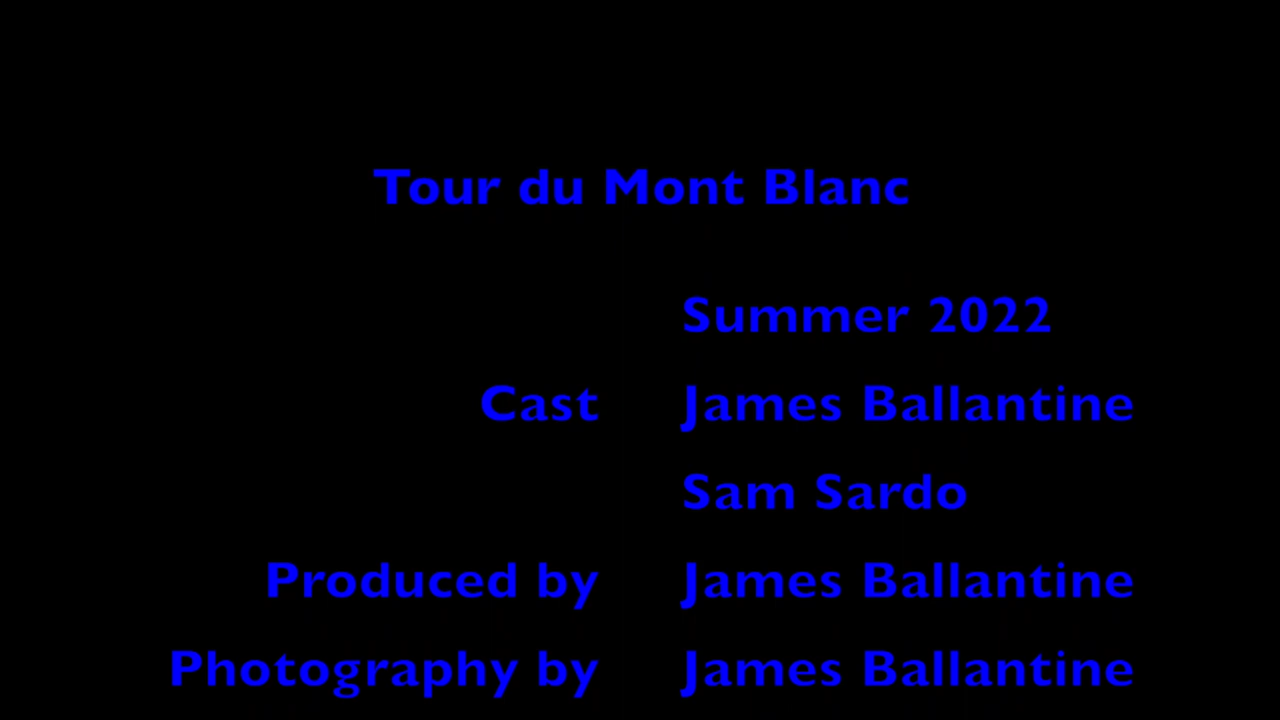 Tour du Mont Blanc
Summer 2022
Cast James Ballantine
Sam Sardo
Produced by James Ballantine
Photography by James Ballantine